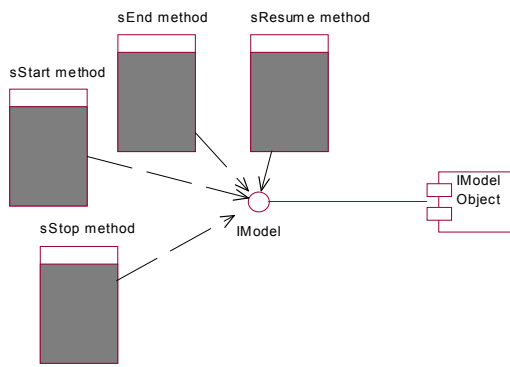 sEnd method
sResume method
sStart method
IModel
Object
sStop method
IModel